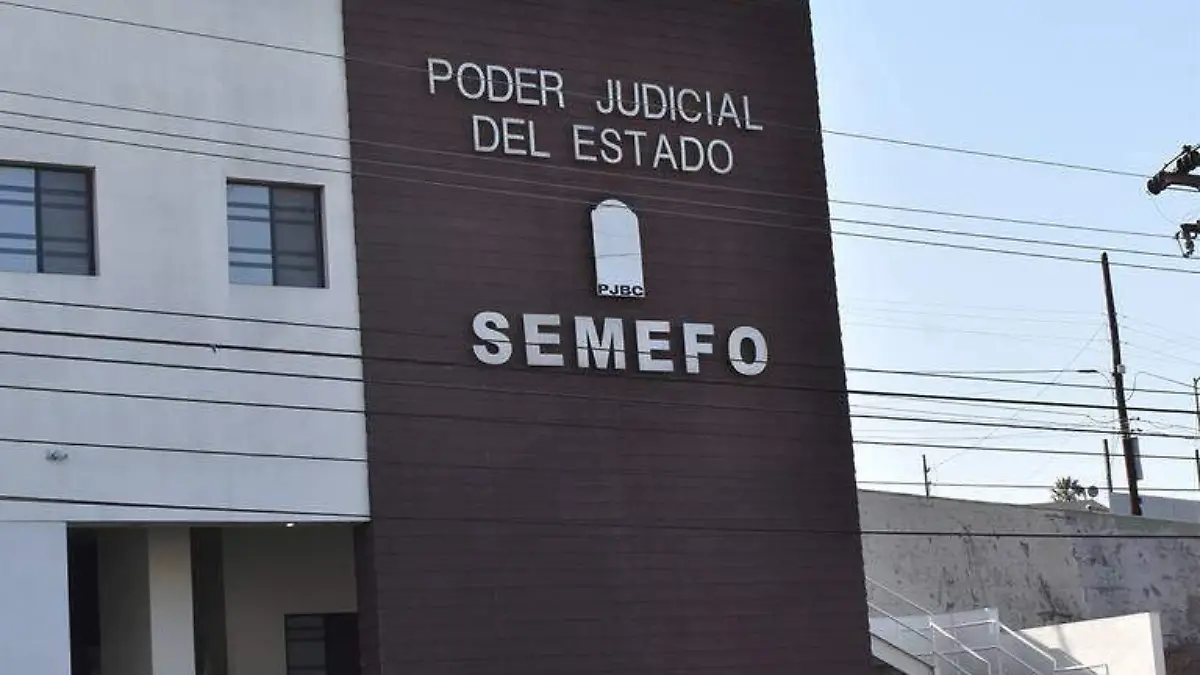 PODER JUDICIAL
DEL ESTADO
PJBC
SEMEFO